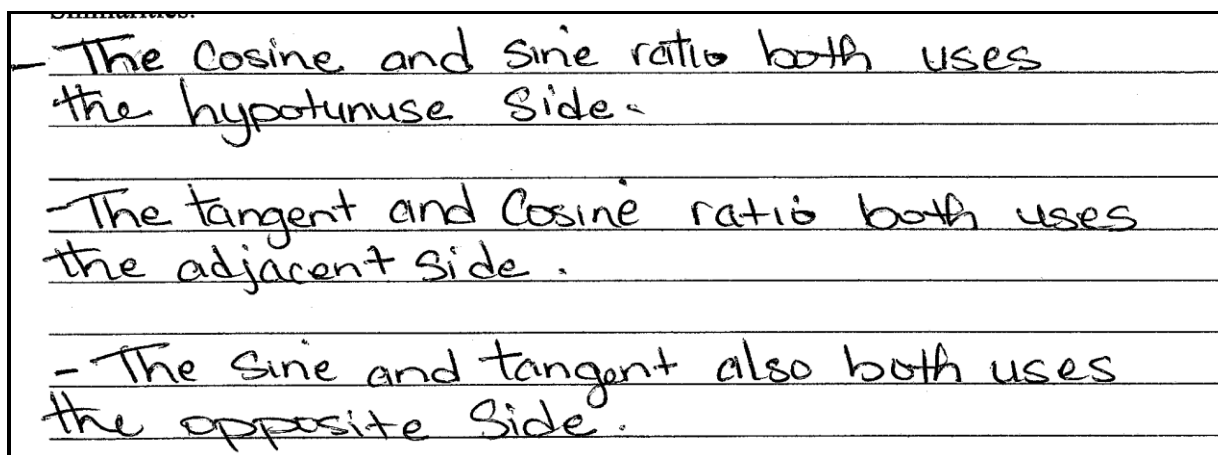 Similarities:
- The Cosine and Sine ratio both uses
the hypotunuse Side.
- The tangent and Cosine ratio both uses
the adjacent side.
- The Sine and tangent also both uses
the opposite Side.